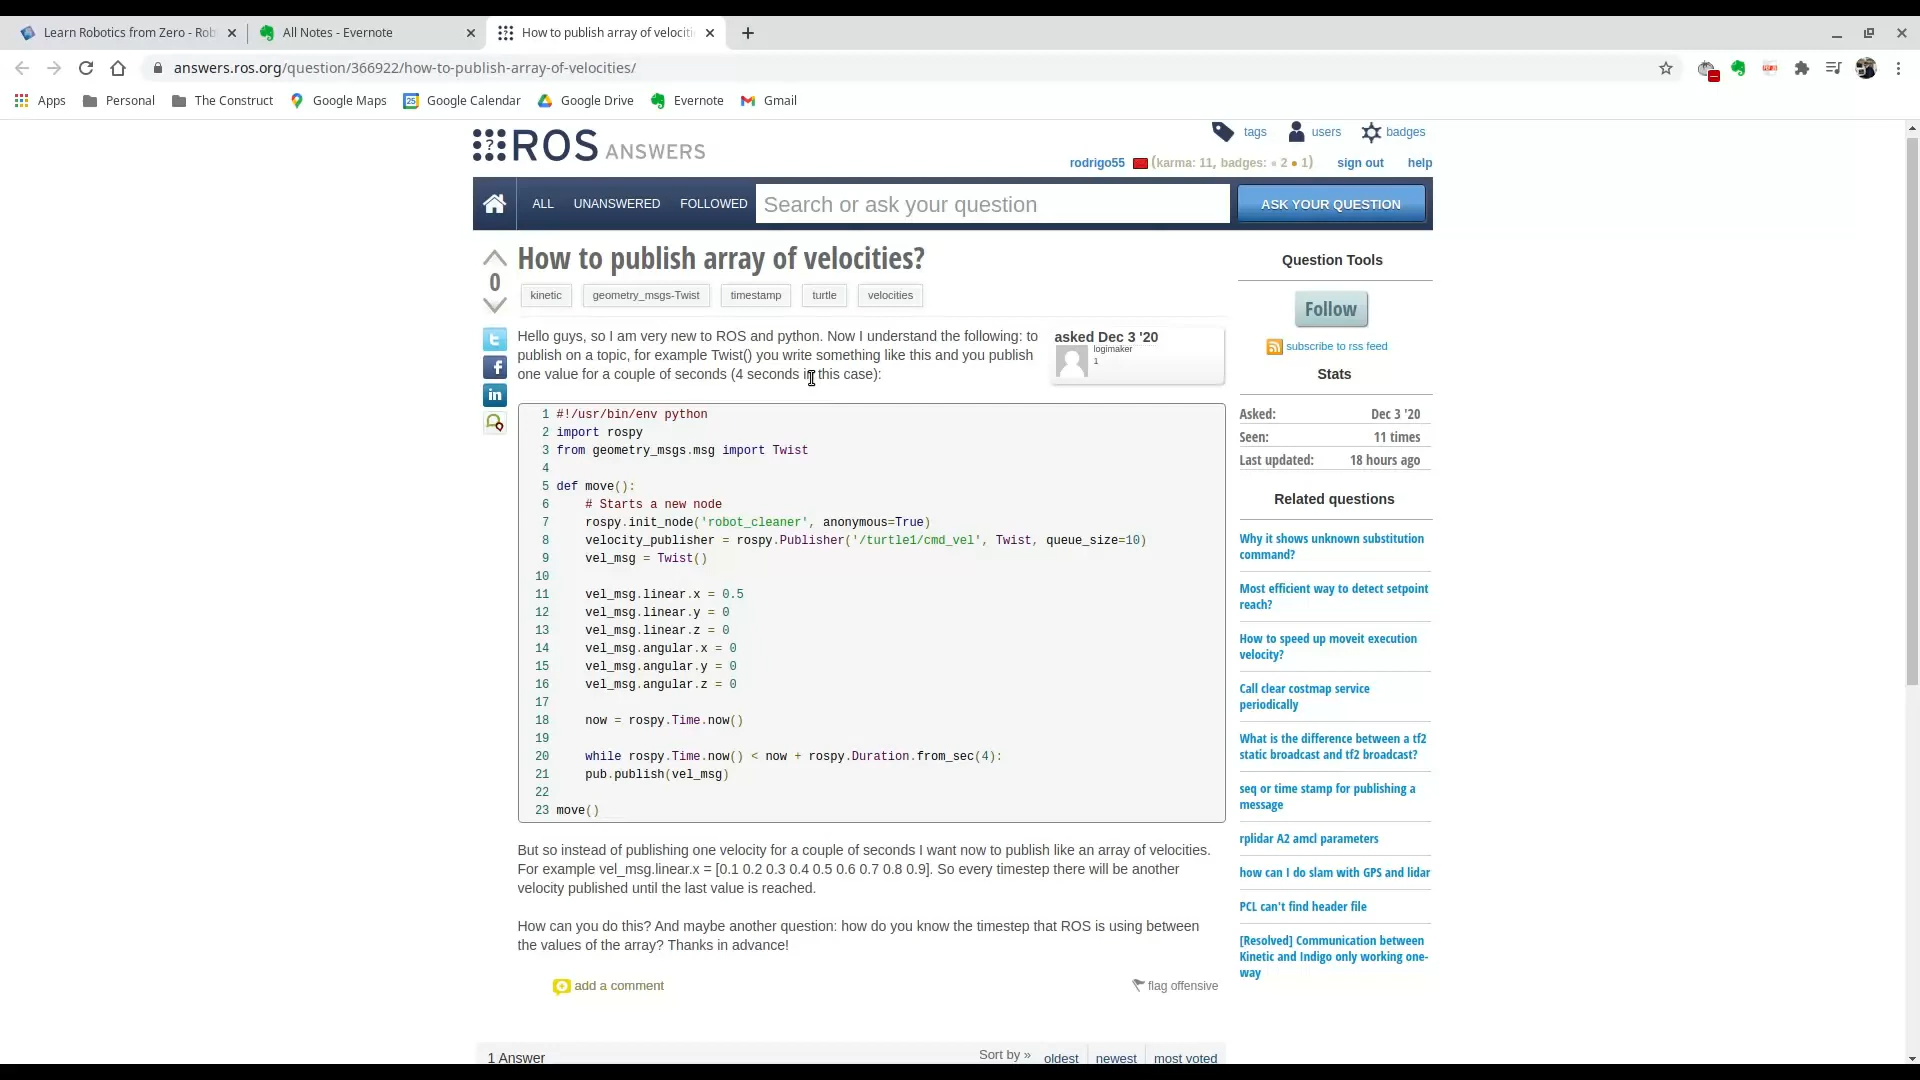 Learn Robotics from Zero - Rob
All Notes - Evernote
How to publish array of velociti
answers.ros.org/question/366922/how-to-publish-array-of-velocities/
Apps
Personal
The Construct
Google Maps
Google Calendar
Google Drive
Evernote
Gmail
ROS ANSWERS
tags
users
badges
rodrigo55 (karma: 11, badges: ● 2 ● 1)
sign out
help
ALL
UNANSWERED
FOLLOWED
Search or ask your question
ASK YOUR QUESTION
0
How to publish array of velocities?
kinetic
geometry_msgs-Twist
timestamp
turtle
velocities
Hello guys, so I am very new to ROS and python. Now I understand the following: to
publish on a topic, for example Twist() you write something like this and you publish
one value for a couple of seconds (4 seconds in this case):
asked Dec 3 '20
logimaker
1
1 #!/usr/bin/env python
2 import rospy
3 from geometry_msgs.msg import Twist
4
5 def move():
6     # Starts a new node
7     rospy.init_node('robot_cleaner', anonymous=True)
8     velocity_publisher = rospy.Publisher('/turtle1/cmd_vel', Twist, queue_size=10)
9     vel_msg = Twist()
10
11     vel_msg.linear.x = 0.5
12     vel_msg.linear.y = 0
13     vel_msg.linear.z = 0
14     vel_msg.angular.x = 0
15     vel_msg.angular.y = 0
16     vel_msg.angular.z = 0
17
18     now = rospy.Time.now()
19
20     while rospy.Time.now() < now + rospy.Duration.from_sec(4):
21     pub.publish(vel_msg)
22
23 move()
But so instead of publishing one velocity for a couple of seconds I want now to publish like an array of velocities.
For example vel_msg.linear.x = [0.1 0.2 0.3 0.4 0.5 0.6 0.7 0.8 0.9]. So every timestep there will be another
velocity published until the last value is reached.
How can you do this? And maybe another question: how do you know the timestep that ROS is using between
the values of the array? Thanks in advance!
add a comment
flag offensive
1 Answer
Sort by »
oldest
newest
most voted
Question Tools
Follow
subscribe to rss feed
Stats
Asked: Dec 3 '20
Seen: 11 times
Last updated: 18 hours ago
Related questions
Why it shows unknown substitution
command?
Most efficient way to detect setpoint
reach?
How to speed up moveit execution
velocity?
Call clear costmap service
periodically
What is the difference between a tf2
static broadcast and tf2 broadcast?
seq or time stamp for publishing a
message
rplidar A2 amcl parameters
how can I do slam with GPS and lidar
PCL can't find header file
[Resolved] Communication between
Kinetic and Indigo only working one-
way